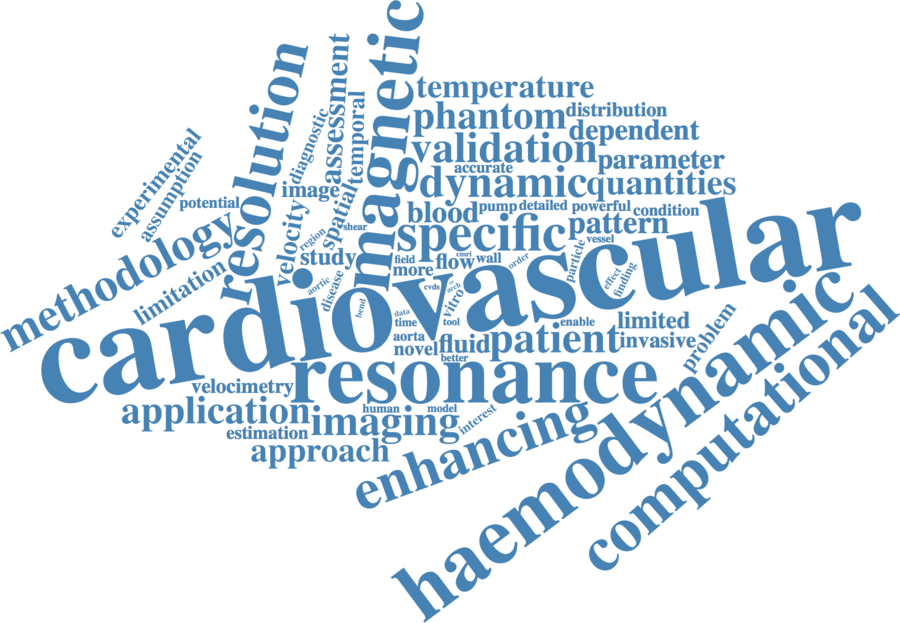 magnetic
resolution
assessment
temperature
diagnostic
temporal
phantom
distribution
experimental
dependent
validation
assumption
accurate
parameter
image
spatial
dynamic
quantities
potential
velocity
blood
pump
detailed
powerful
condition
methodology
region
shear
specific
pattern
cardiovascular
study
field
flow
cmri
wall
order
particle
vessel
limitation
more
effect
finding
aortic
disease
cvds
arch
vitro
haemodynamic
bend
data
time
tool
enable
limited
problem
computational
aorta
novel
fluid
patient
invasive
better
resonance
velocimetry
application
human
model
interest
imaging
enhancing
estimation
approach